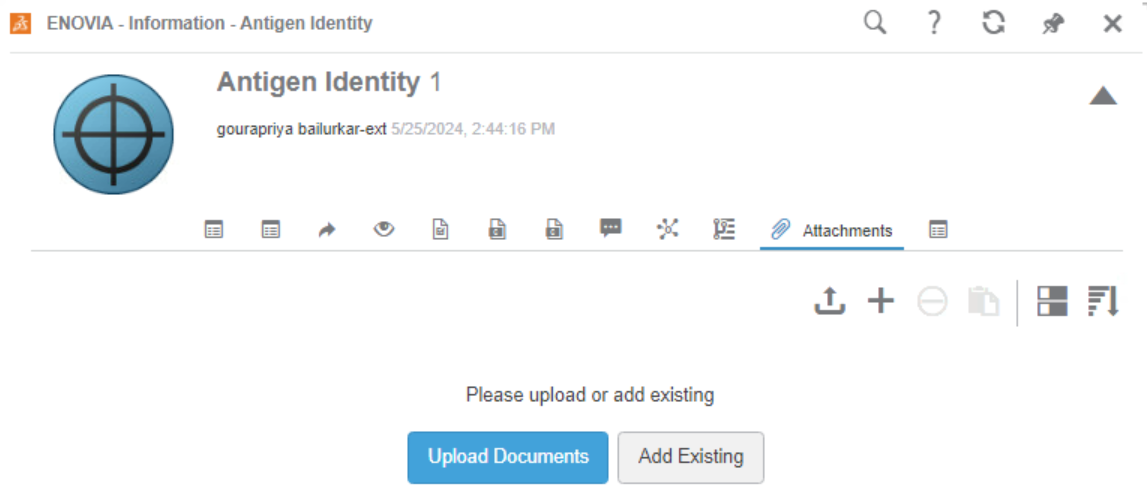 ENOVIA - Information - Antigen Identity
Antigen Identity 1
gourapriya bailurkar-ext 5/25/2024, 2:44:16 PM
Attachments
Please upload or add existing
Upload Documents Add Existing